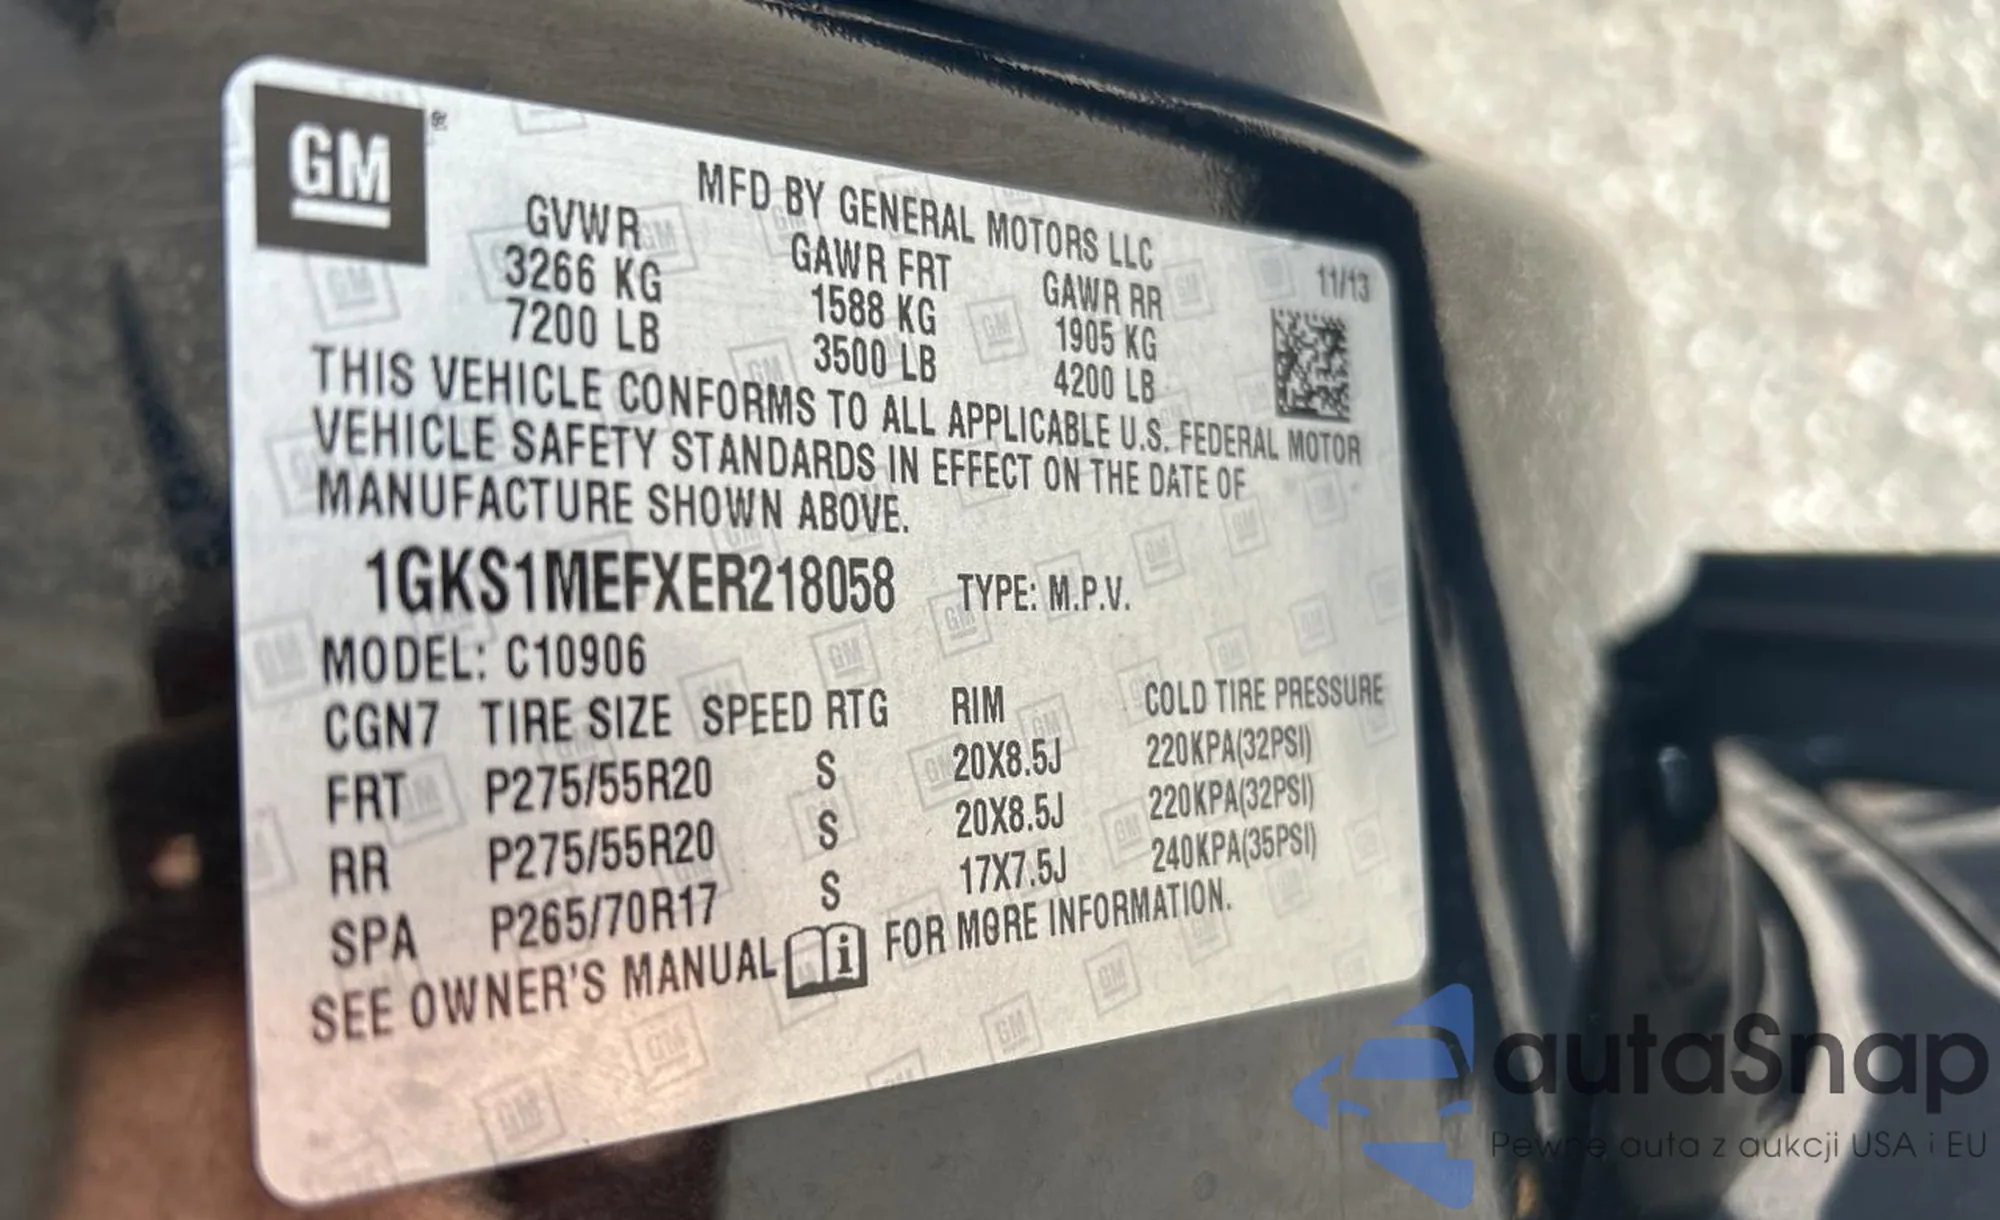 GM ®
MFD BY GENERAL MOTORS LLC
11/13
GVWR GAWR FRT GAWR RR
3266 KG 1588 KG 1905 KG
7200 LB 3500 LB 4200 LB
THIS VEHICLE CONFORMS TO ALL APPLICABLE U.S. FEDERAL MOTOR
VEHICLE SAFETY STANDARDS IN EFFECT ON THE DATE OF
MANUFACTURE SHOWN ABOVE.
1GKS1MEFXER218058 TYPE: M.P.V.
MODEL: C10906
CGN7 TIRE SIZE SPEED RTG RIM COLD TIRE PRESSURE
FRT P275/55R20 S 20X8.5J 220KPA(32PSI)
RR P275/55R20 S 20X8.5J 220KPA(32PSI)
SPA P265/70R17 S 17X7.5J 240KPA(35PSI)
SEE OWNER'S MANUAL i FOR MORE INFORMATION.
autaSnap
Pewne auta z aukcji USA i EU